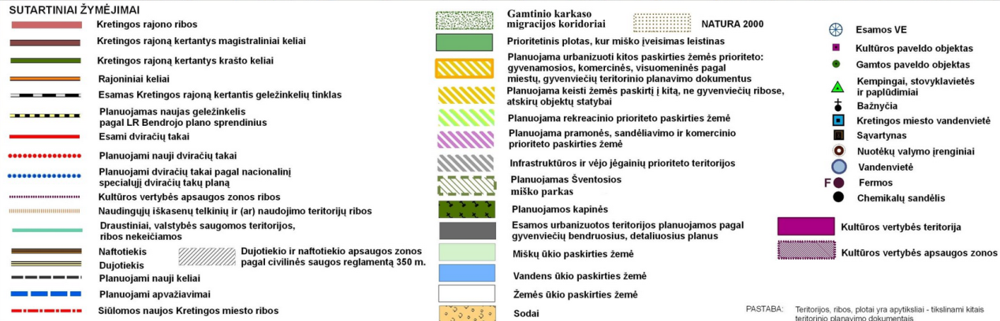 SUTARTINIAI ŽYMĖJIMAI
Kretingos rajono ribos
Kretingos rajoną kertantys magistraliniai keliai
Kretingos rajoną kertantys krašto keliai
Rajoniniai keliai
Esamas Kretingos rajoną kertantis geležinkelių tinklas
Planuojamas naujas geležinkelis
pagal LR Bendrojo plano sprendinius
Esami dviračių takai
Planuojami nauji dviračių takai
Planuojami dviračių takai pagal nacionalinį
specialųjį dviračių takų planą
Kultūros vertybės apsaugos zonos ribos
Naudingųjų iškasenų telkinių ir (ar) naudojimo teritorijų ribos
Draustiniai, valstybės saugomos teritorijos,
ribos nekeičiamos
Naftotiekis
Dujotiekis
Dujotiekio ir naftotiekio apsaugos zonos
pagal civilinės saugos reglamentą 350 m.
Planuojami nauji keliai
Planuojami apvažiavimai
Siūlomos naujos Kretingos miesto ribos
Gamtinio karkaso
migracijos koridoriai
NATURA 2000
Prioritetinis plotas, kur miško įveisimas leistinas
Planuojama urbanizuoti kitos paskirties žemės prioriteto:
gyvenamosios, komercinės, visuomeninės pagal
miestų, gyvenviečių teritorinio planavimo dokumentus
Planuojama keisti žemės paskirtį į kitą, ne gyvenviečių ribose,
atskirų objektų statybai
Planuojama rekreacinio prioriteto paskirties žemė
Planuojama pramonės, sandėliavimo ir komercinio
prioriteto paskirties žemė
Infrastruktūros ir vėjo jėgainių prioriteto teritorijos
Planuojamas Šventosios
miško parkas
Planuojamos kapinės
Esamos urbanizuotos teritorijos planuojamos pagal
gyvenviečių bendruosius, detaliuosius planus
Miškų ūkio paskirties žemė
Vandens ūkio paskirties žemė
Žemės ūkio paskirties žemė
Sodai
Esamos VE
Kultūros paveldo objektas
Gamtos paveldo objektas
Kempingai, stovyklavietės
ir paplūdimiai
Bažnyčia
Kretingos miesto vandenvietė
Sąvartynas
Nuotėkų valymo įrenginiai
Vandenvietė
F Fermos
Chemikalų sandėlis
Kultūros vertybės teritorija
Kultūros vertybės apsaugos zonos
PASTABA: Teritorijos, ribos, plotai yra apytiksliai - tikslinami kitais
teritorinio planavimo dokumentais